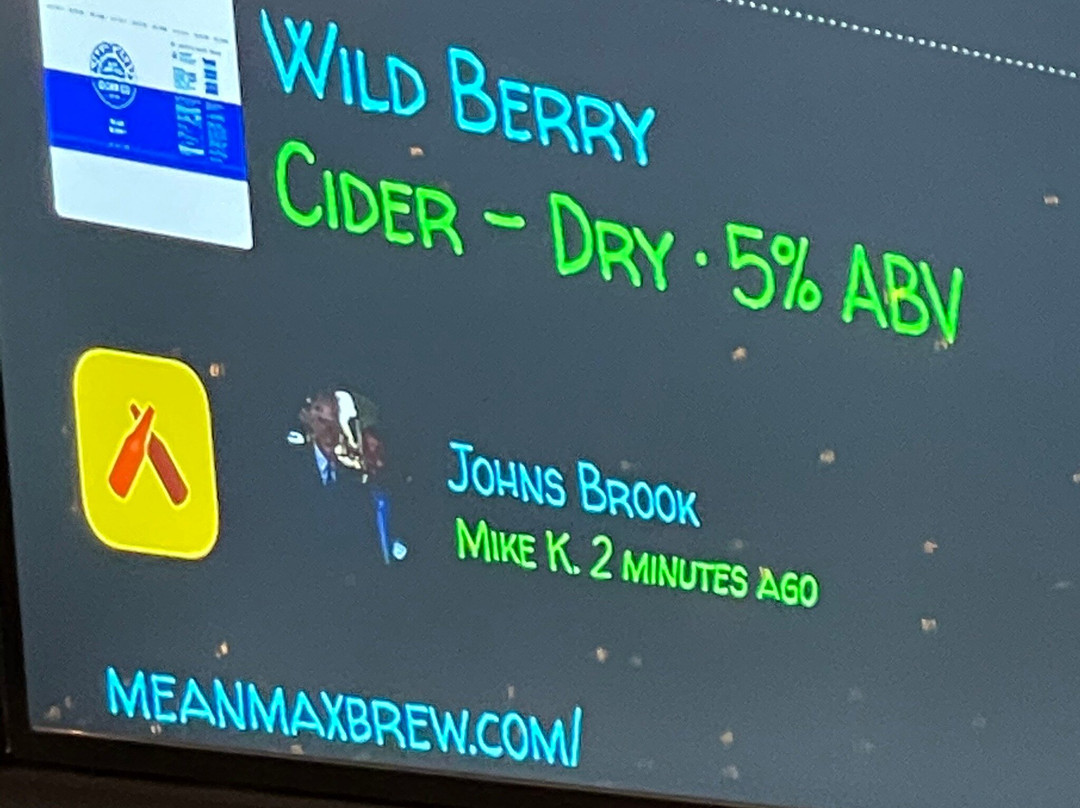 WILD BERRY
CIDER - DRY · 5% ABV
JOHNS BROOK
MIKE K. 2 MINUTES AGO
MEANMAXBREW.COM/